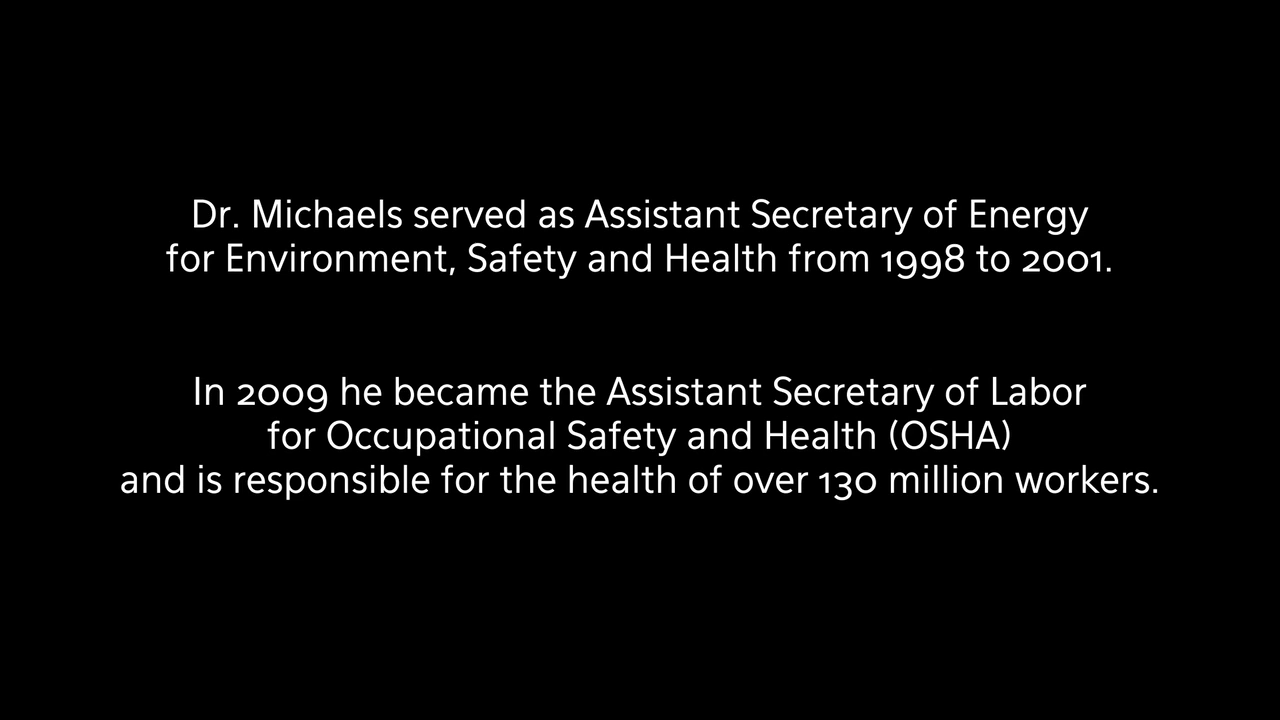 Dr. Michaels served as Assistant Secretary of Energy
for Environment, Safety and Health from 1998 to 2001.
In 2009 he became the Assistant Secretary of Labor
for Occupational Safety and Health (OSHA)
and is responsible for the health of over 130 million workers.